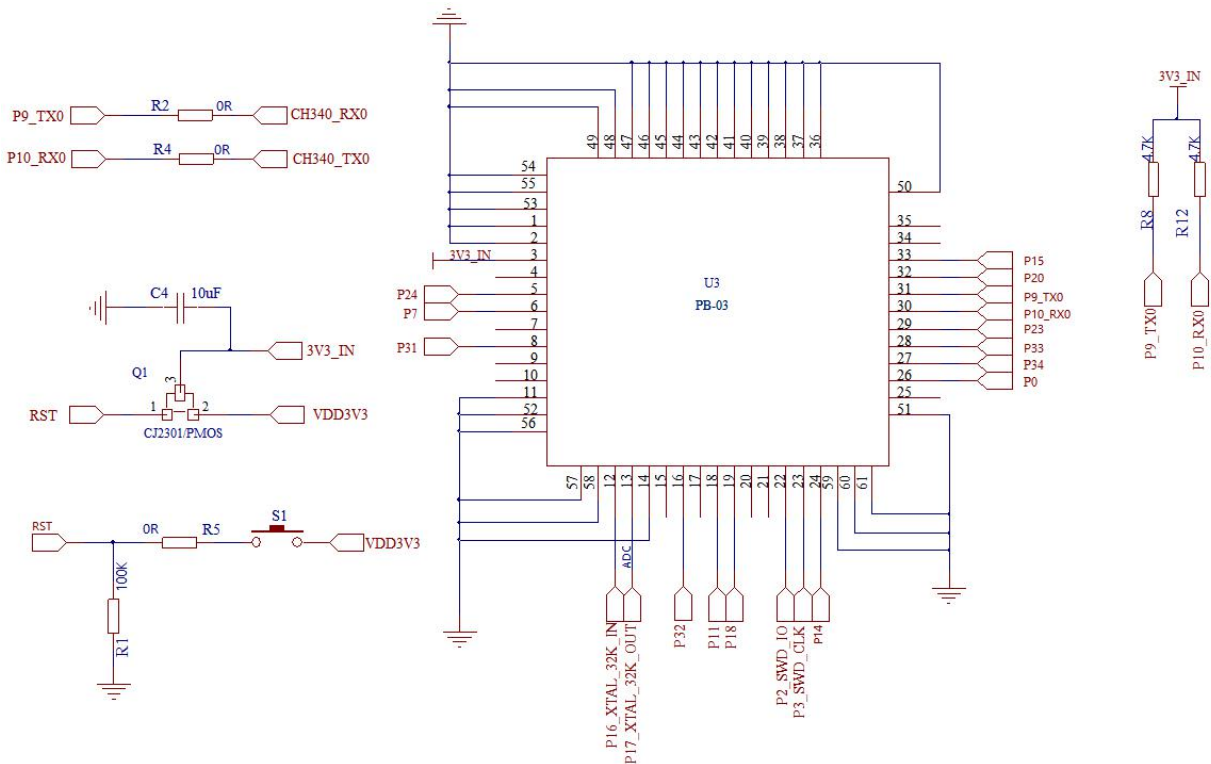 P9_TX0 R2 0R CH340_RX0
P10_RX0 R4 0R CH340_TX0
C4 10uF
3V3_IN
Q1
3
RST 1 2 VDD3V3
CJ2301/PMOS
RST 0R R5 S1 VDD3V3
100K
R1
49 48 47 46 45 44 43 42 41 40 39 38 37 36
54
55
53
1
2
3V3_IN 3
4
P24 5
P7 6
7
P31 8
9
10
11
52
56
U3
PB-03
50
35
34
33 P15
32 P20
31 P9_TX0
30 P10_RX0
29 P23
28 P33
27 P34
26 P0
25
51
57 58 12 13 14 15 16 17 18 19 20 21 22 23 24 59 60 61
ADC
P16_XTAL_32K_IN
P17_XTAL_32K_OUT
P32
P11
P18
P2_SWD_IO
P3_SWD_CLK
P14
3V3_IN
4.7K 4.7K
R8 R12
P9_TX0 P10_RX0